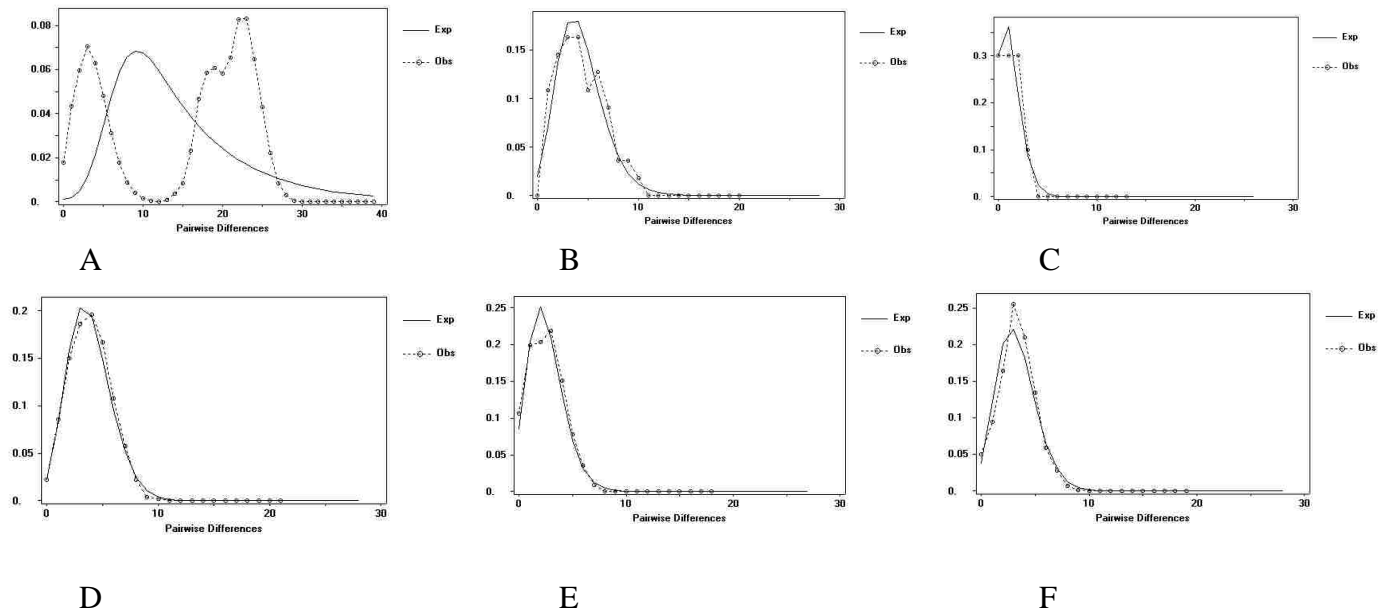 0.08
0.06
0.04
0.02
0.
0 10 20 30 40
Pairwise Differences
Exp
Obs
A
0.15
0.1
0.05
0.
0 10 20 30
Pairwise Differences
Exp
Obs
B
0.3
0.2
0.1
0.
0 10 20 30
Pairwise Differences
Exp
Obs
C
0.2
0.15
0.1
0.05
0.
0 10 20 30
Pairwise Differences
Exp
Obs
D
0.25
0.2
0.15
0.1
0.05
0.
0 10 20 30
Pairwise Differences
Exp
Obs
E
0.25
0.2
0.15
0.1
0.05
0.
0 10 20 30
Pairwise Differences
Exp
Obs
F